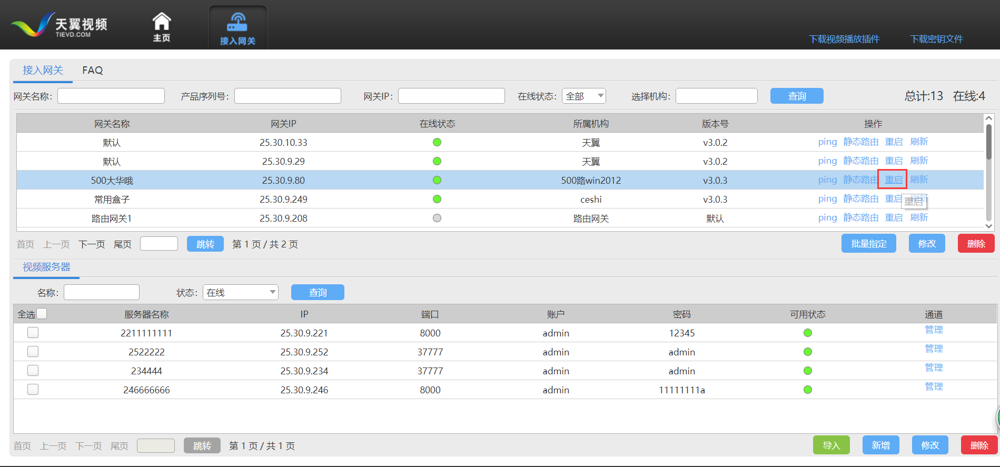 天翼视频
TIEVD.COM
主页
接入网关
下载视频播放插件 下载密钥文件
接入网关 FAQ
网关名称: 产品序列号: 网关IP: 在线状态: 全部 选择机构: 查询 总计:13 在线:4
网关名称 网关IP 在线状态 所属机构 版本号 操作
默认 25.30.10.33 天翼 v3.0.2 ping 静态路由 重启 刷新
默认 25.30.9.29 天翼 v3.0.2 ping 静态路由 重启 刷新
500大华哦 25.30.9.80 500路win2012 v3.0.3 ping 静态路由 重启 刷新
常用盒子 25.30.9.249 ceshi v3.0.3 ping 静态路由 重启 刷新
重启
路由网关1 25.30.9.208 路由网关 默认 ping 静态路由 重启 刷新
首页 上一页 下一页 尾页 跳转 第 1 页 / 共 2 页 批量指定 修改 删除
视频服务器
名称: 状态: 在线 查询
全选 服务器名称 IP 端口 账户 密码 可用状态 通道
2211111111 25.30.9.221 8000 admin 12345 管理
2522222 25.30.9.252 37777 admin admin 管理
234444 25.30.9.234 37777 admin admin 管理
246666666 25.30.9.246 8000 admin 11111111a 管理
首页 上一页 下一页 尾页 跳转 第 1 页 / 共 1 页 导入 新增 修改 删除